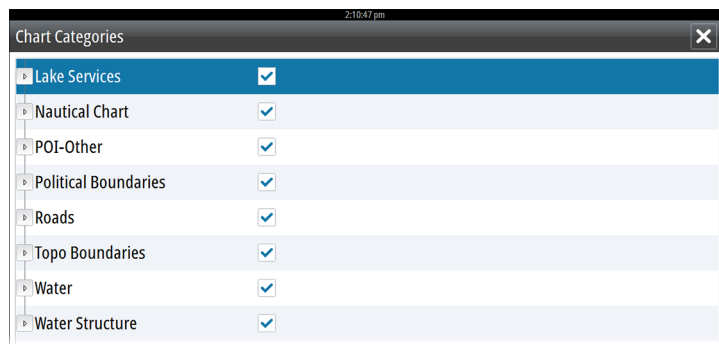 2:10:47 pm
Chart Categories
Lake Services
Nautical Chart
POI-Other
Political Boundaries
Roads
Topo Boundaries
Water
Water Structure